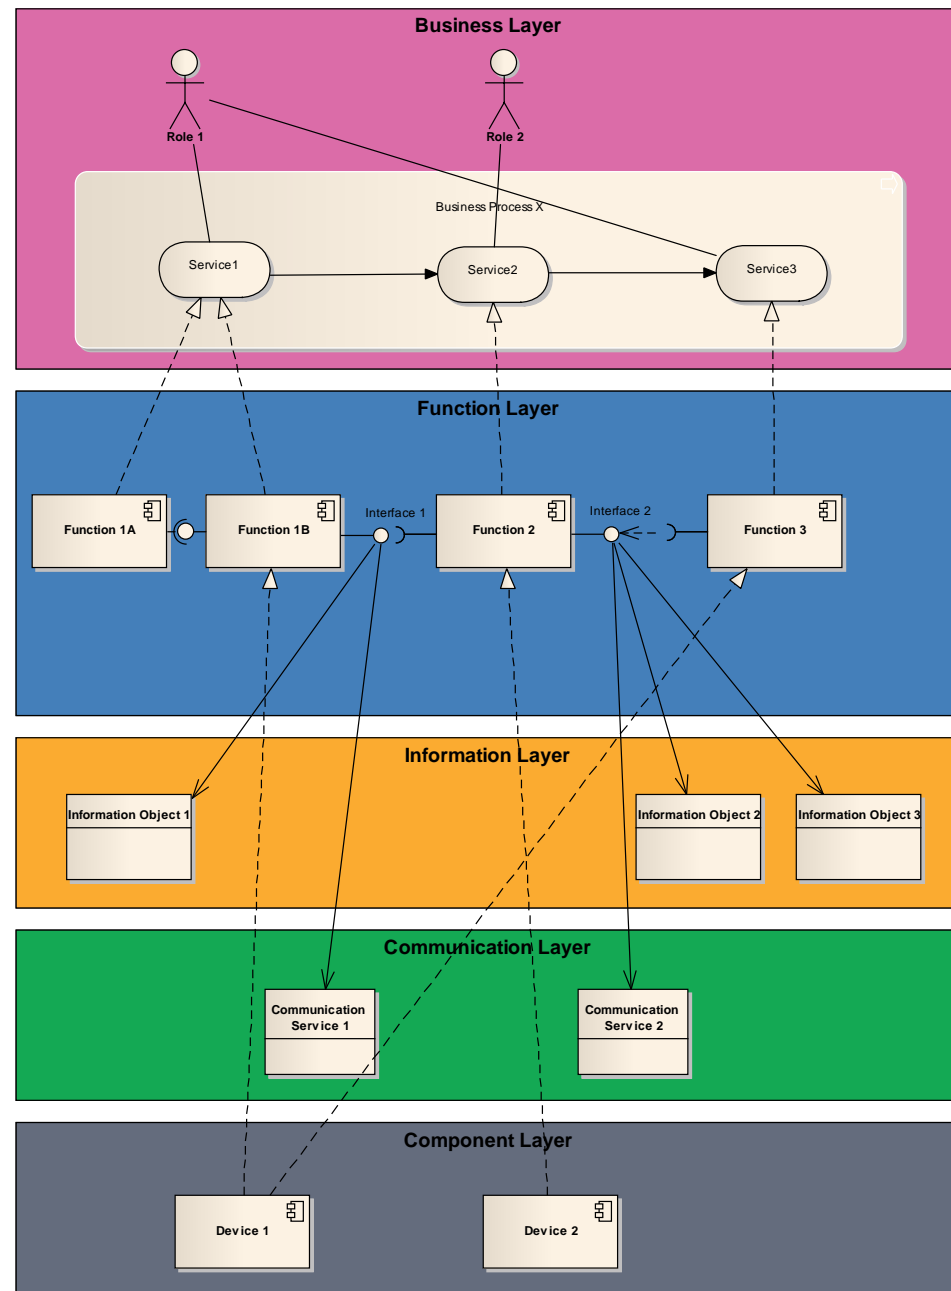 Business Layer
Role 1
Role 2
Business Process X
Service1
Service2
Service3
Function Layer
Interface 1
Interface 2
Function 1A
Function 1B
Function 2
Function 3
Information Layer
Information Object 1
Information Object 2
Information Object 3
Communication Layer
Communication
Service 1
Communication
Service 2
Component Layer
Device 1
Device 2